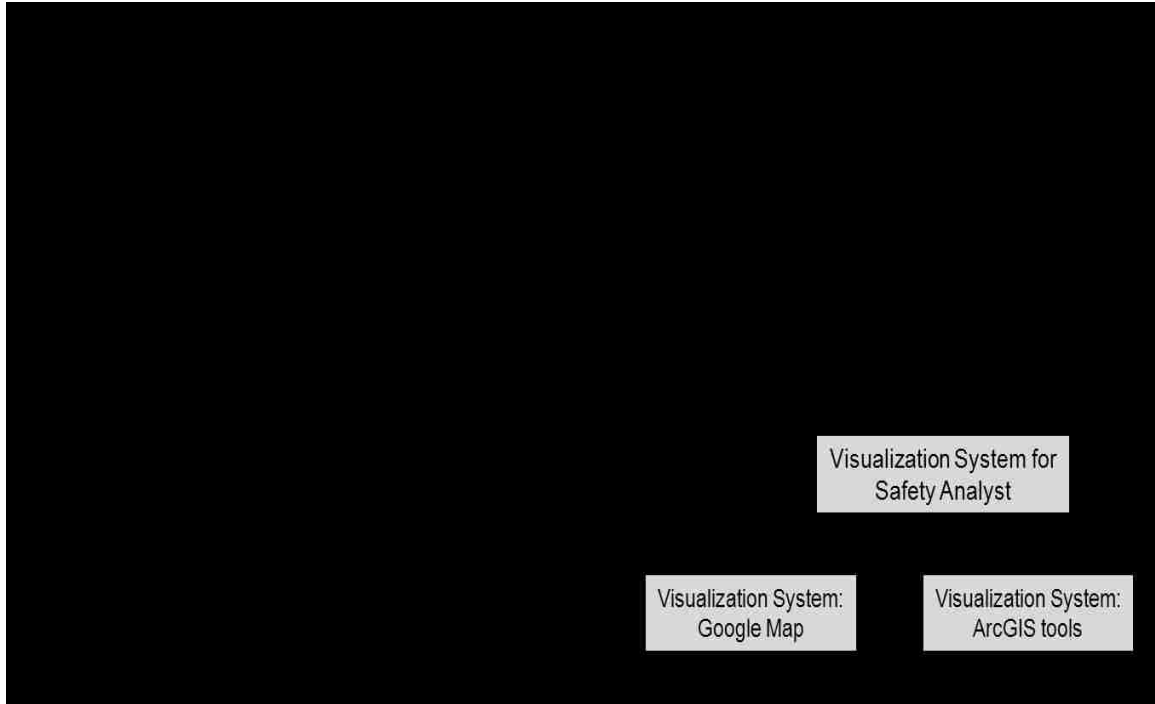 Visualization System for
Safety Analyst
Visualization System:
Google Map
Visualization System:
ArcGIS tools